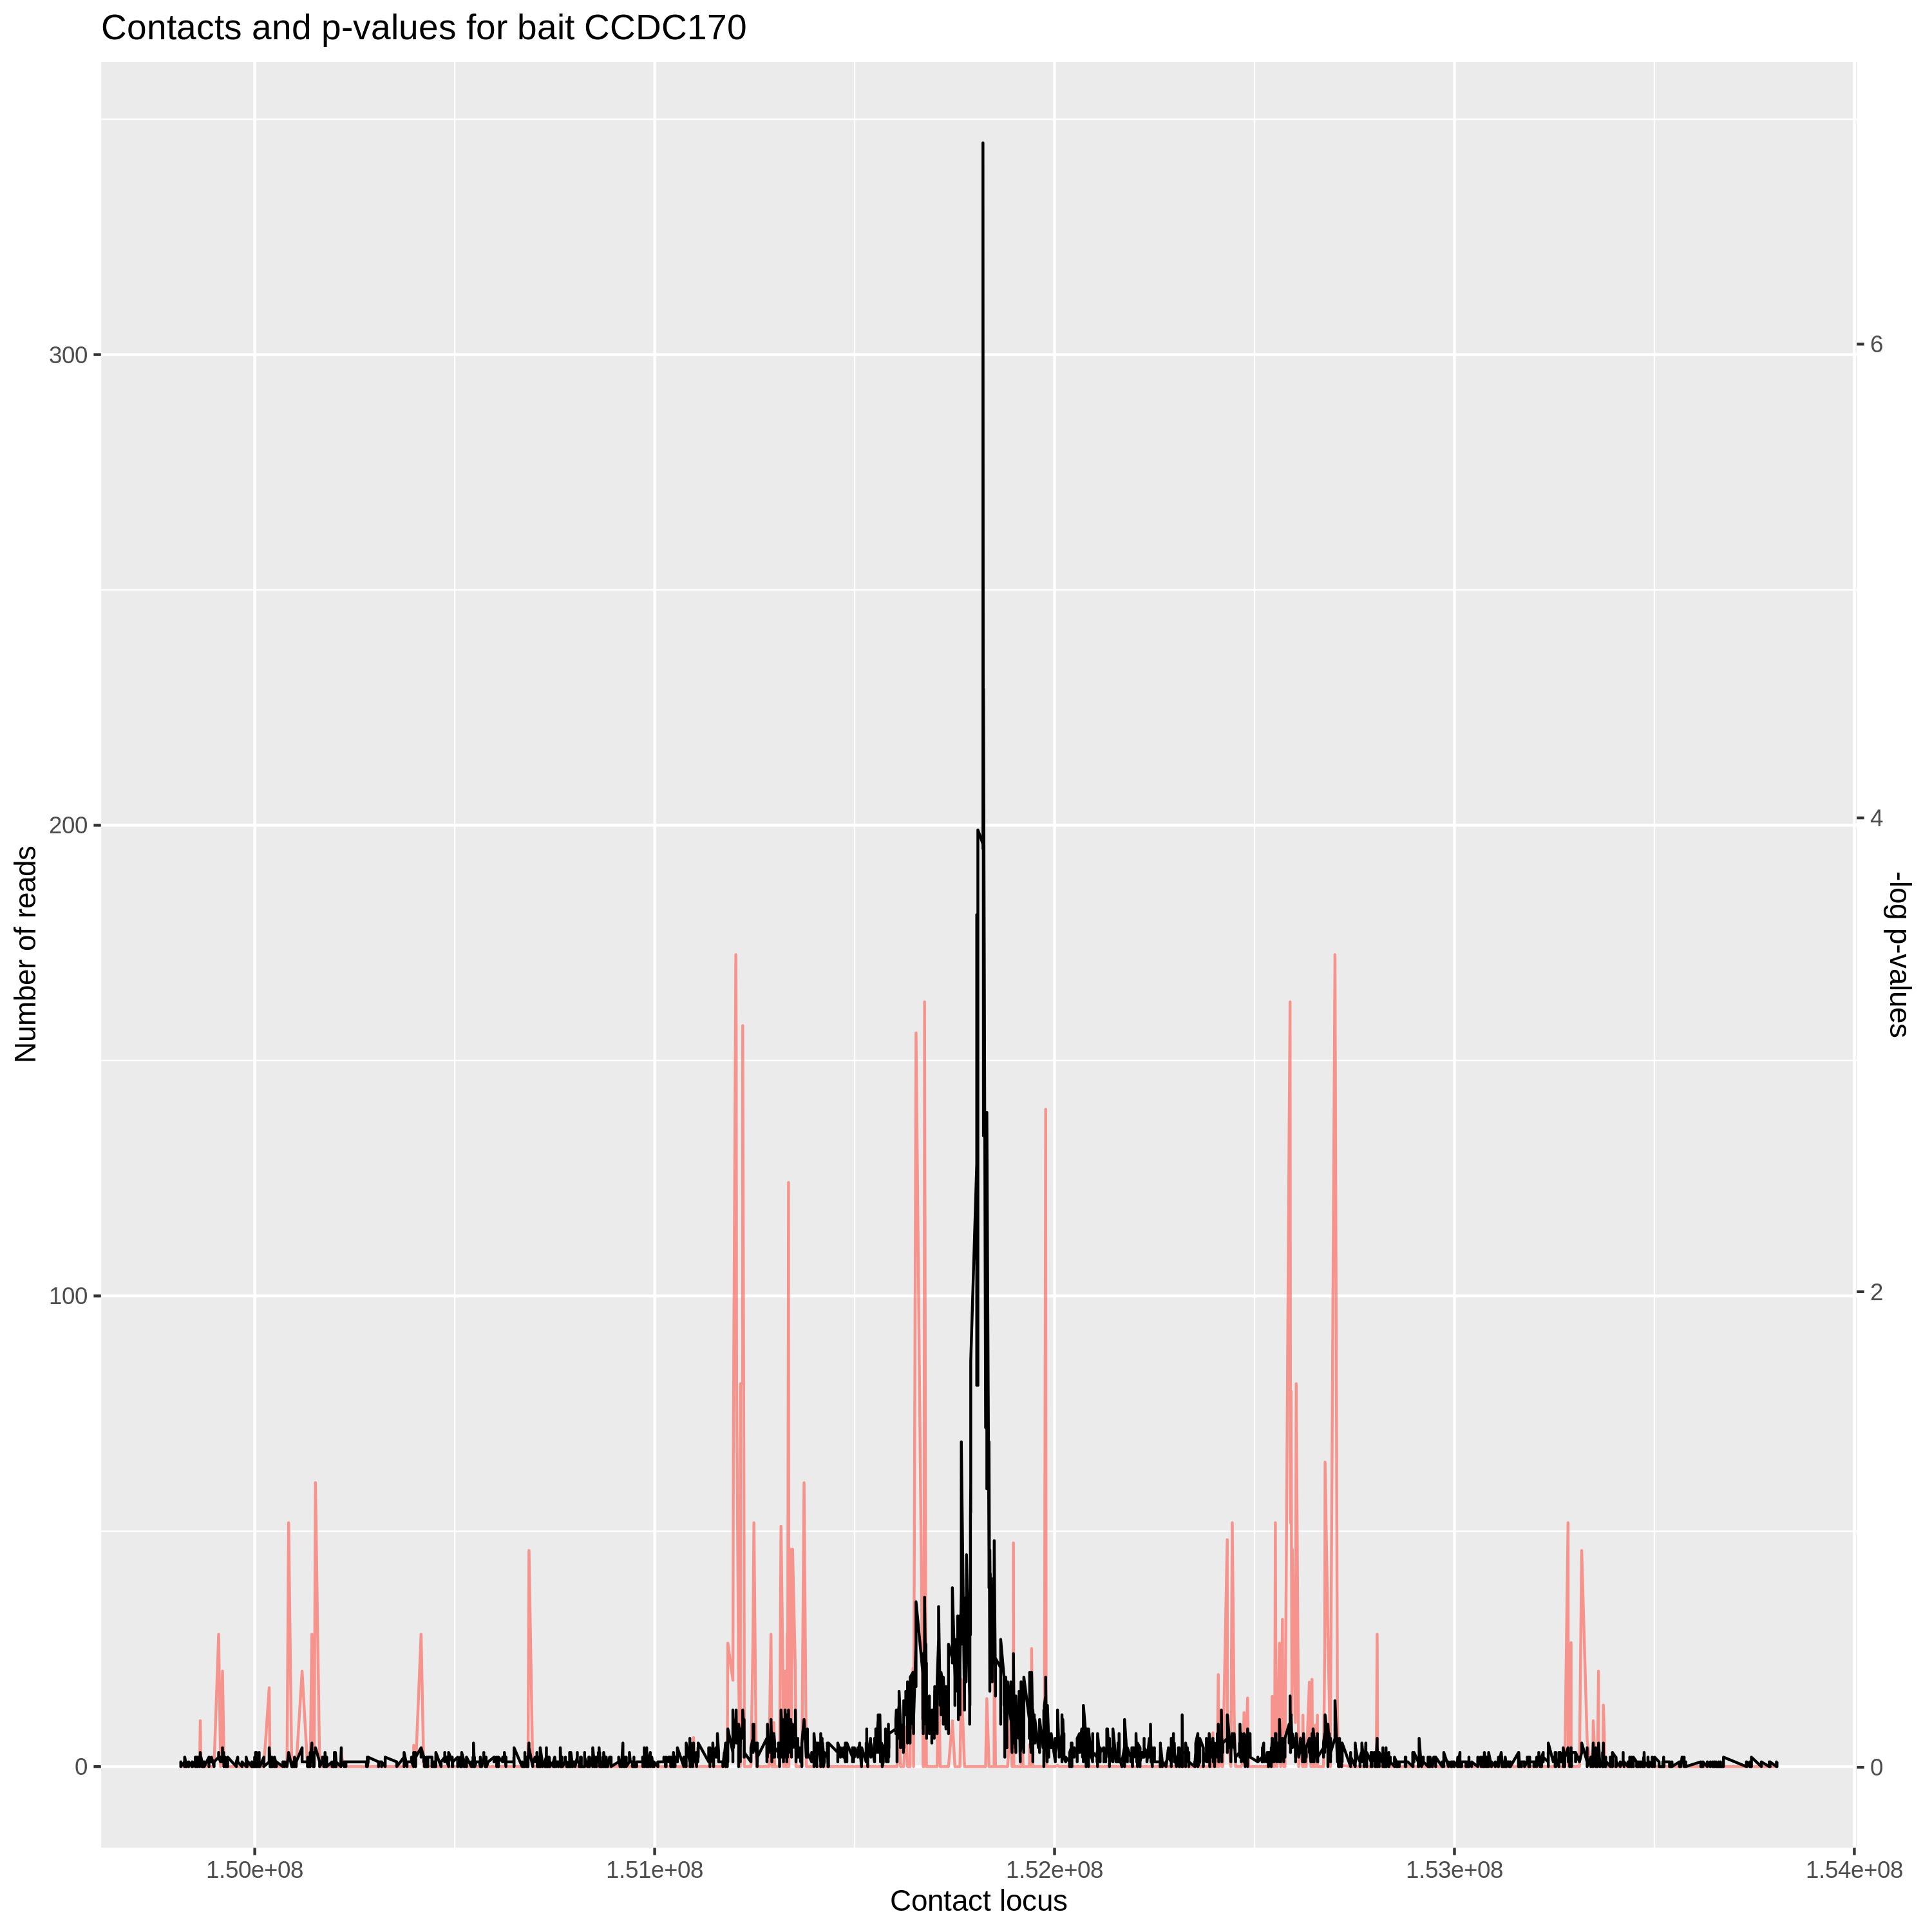 Contacts and p-values for bait CCDC170
300
200
100
0
Number of reads
6
4
2
0
-log p-values
1.50e+08
1.51e+08
1.52e+08
1.53e+08
1.54e+08
Contact locus